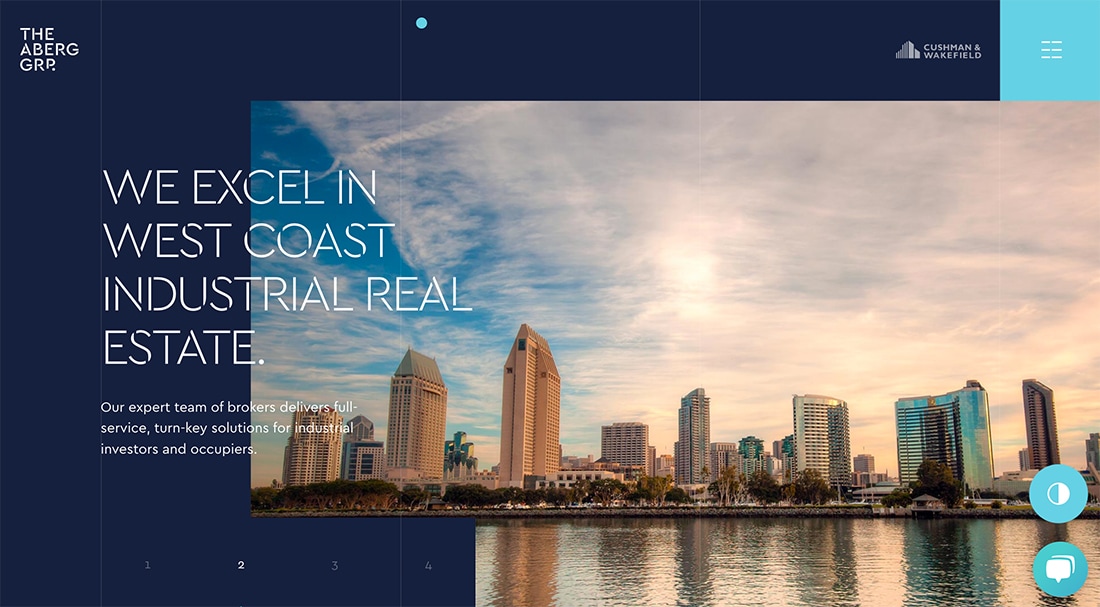 THE
ABERG
GRP.
CUSHMAN &
WAKEFIELD
WE EXCEL IN
WEST COAST
INDUSTRIAL REAL
ESTATE.
Our expert team of brokers delivers full-
service, turn-key solutions for industrial
investors and occupiers.
1 2 3 4